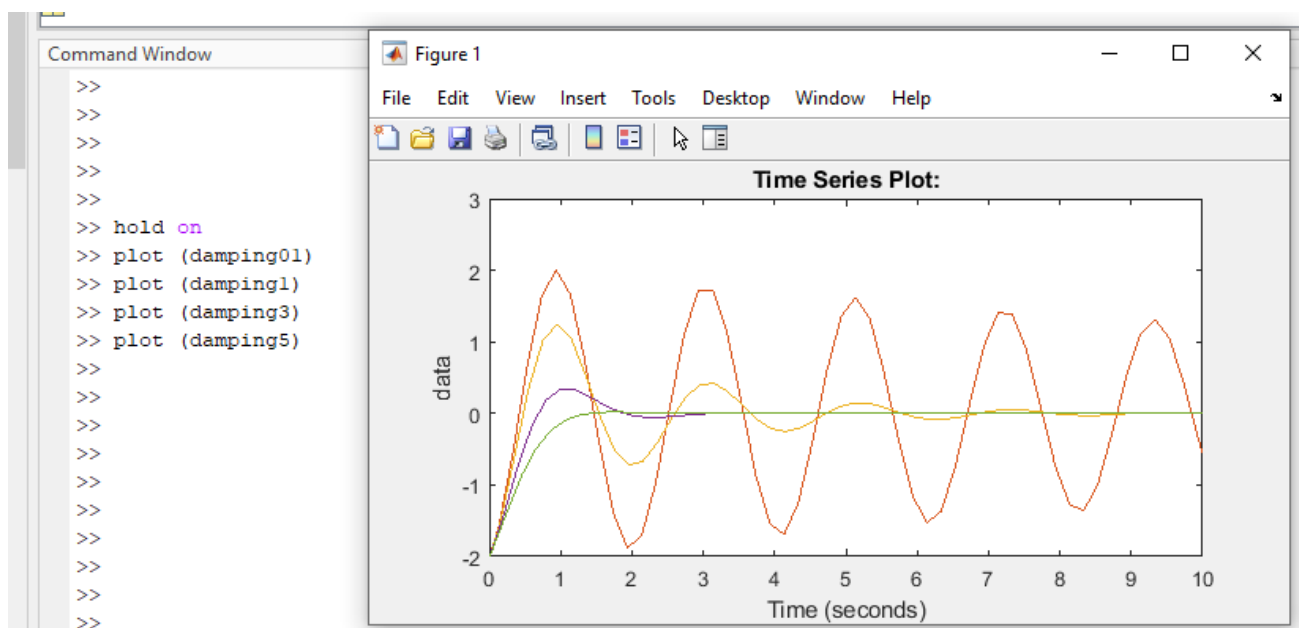 Command Window
>>
>>
>>
>>
>>
>> hold on
>> plot (damping01)
>> plot (damping1)
>> plot (damping3)
>> plot (damping5)
>>
>>
>>
>>
>>
>>
>>
>>
>>
>>
Figure 1
File Edit View Insert Tools Desktop Window Help
Time Series Plot:
3
2
1
0
-1
-2
data
0 1 2 3 4 5 6 7 8 9 10
Time (seconds)